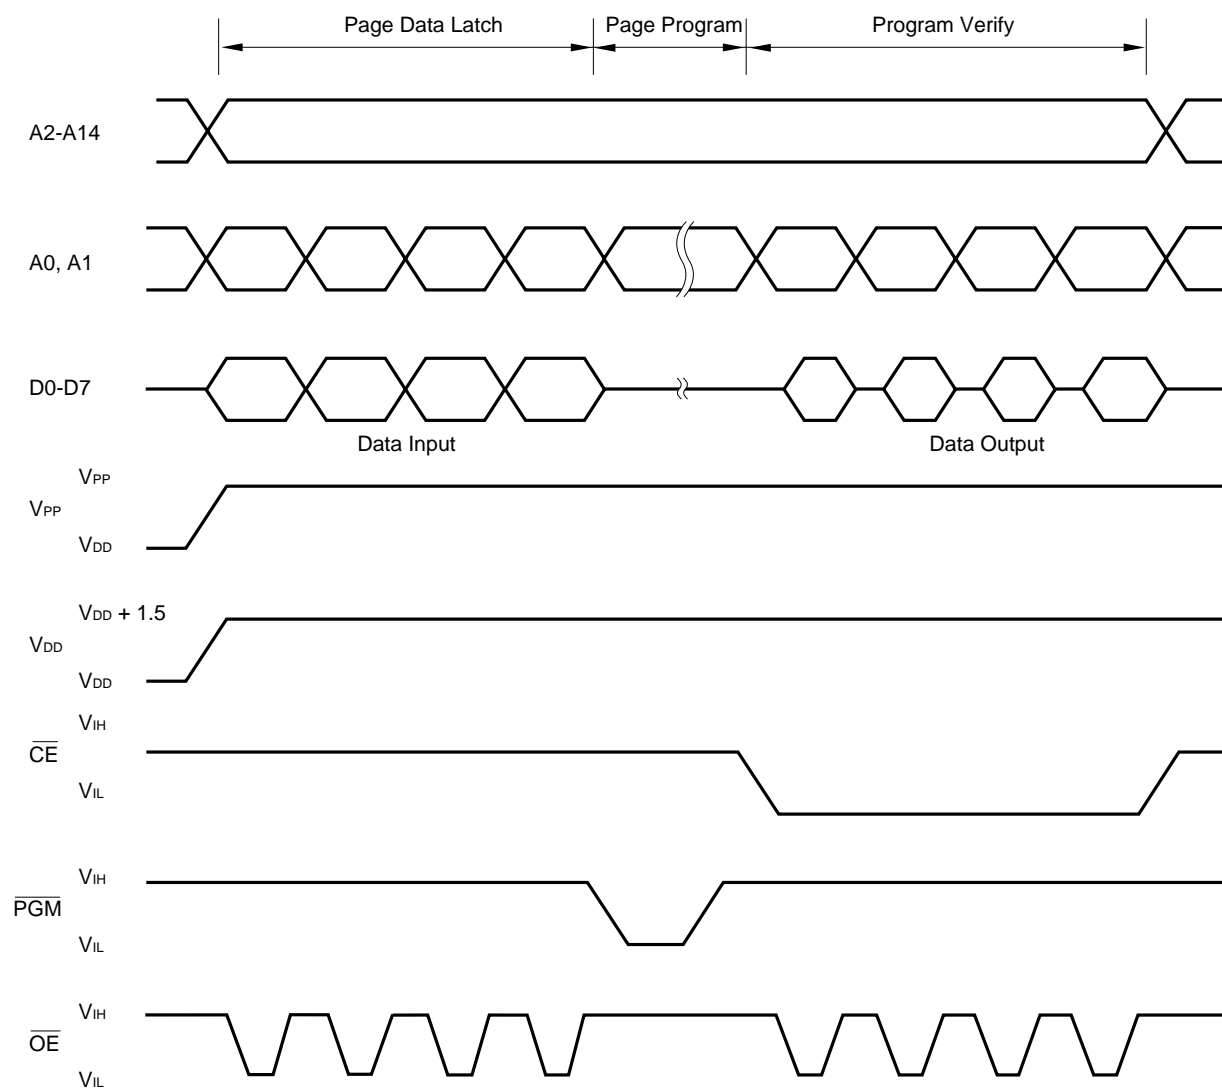 Page Data Latch Page Program Program Verify
A2-A14
A0, A1
D0-D7
Data Input Data Output
VPP
VPP
VDD
VDD + 1.5
VDD
VDD
VIH
CE
VIL
VIH
PGM
VIL
VIH
OE
VIL